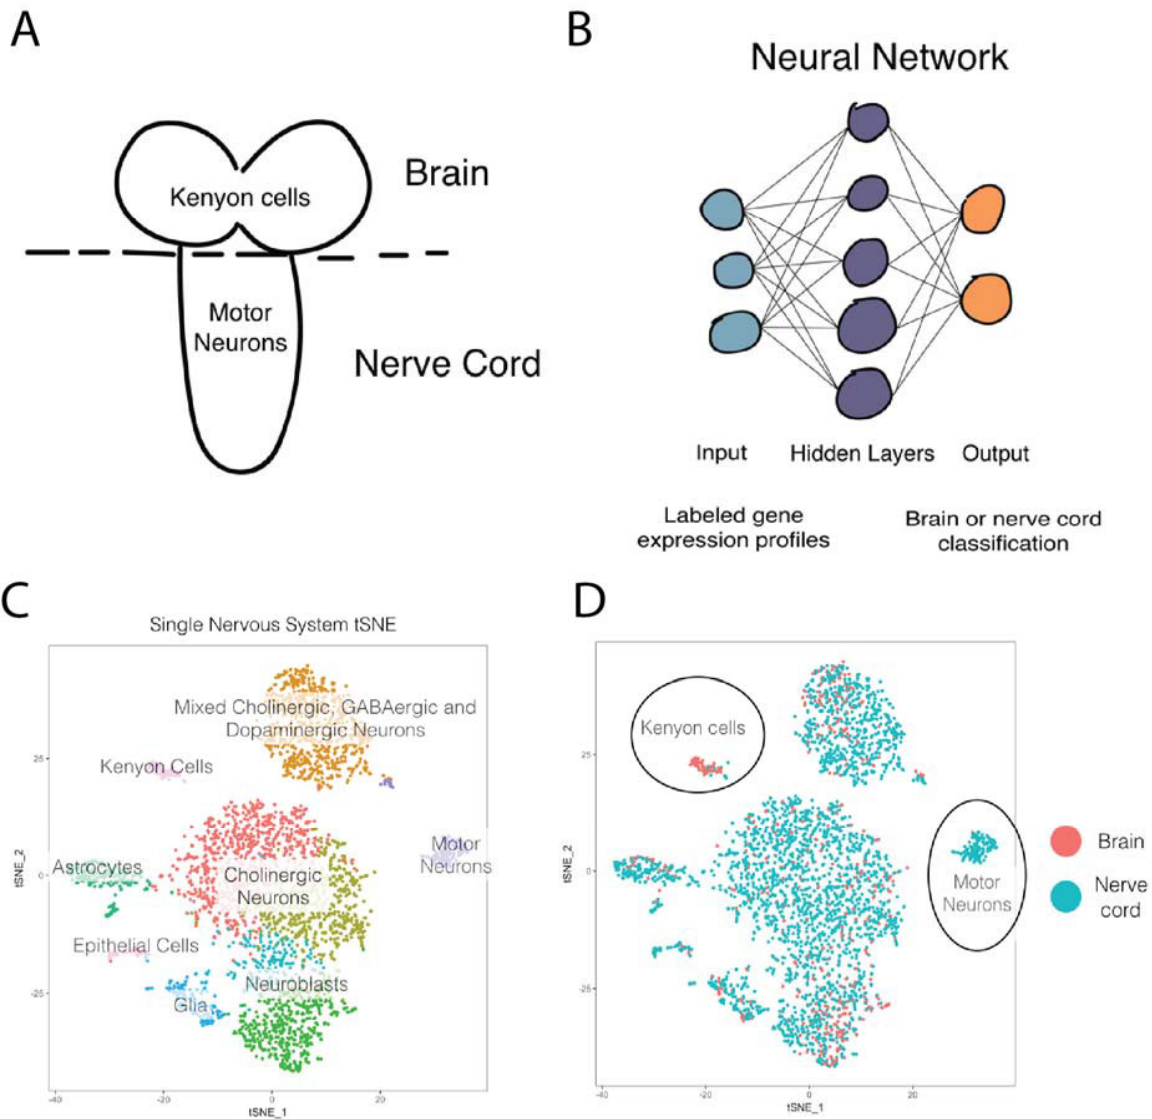 A
Brain
Kenyon cells
Motor
Neurons
Nerve Cord
B
Neural Network
Input
Hidden Layers
Output
Labeled gene
expression profiles
Brain or nerve cord
classification
C
Single Nervous System tSNE
Mixed Cholinergic, GABAergic and
Dopaminergic Neurons
Kenyon Cells
Motor
Neurons
Astrocytes
Cholinergic
Neurons
Epithelial Cells
Neuroblasts
Glia
25
0
-25
tSNE_2
-40
-20
0
20
tSNE_1
D
Kenyon cells
Motor
Neurons
25
0
-25
tSNE_2
-40
-20
0
20
tSNE_1
Brain
Nerve
cord